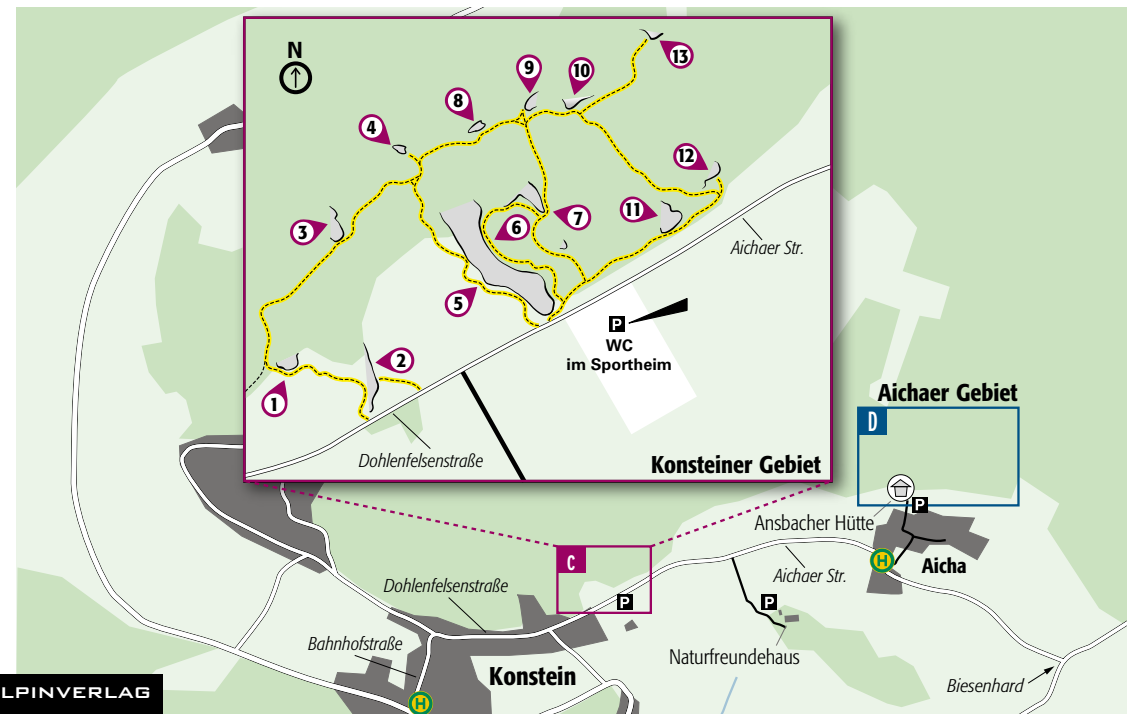 N
9
10
13
8
4
12
3
6
7
11
Aichaer Str.
5
P
WC
im Sportheim
2
1
Dohlenfelsenstraße
Konsteiner Gebiet
Aichaer Gebiet
D
Ansbacher Hütte
P
C
Aichaer Str.
H
Aicha
Dohlenfelsenstraße
P
P
Bahnhofstraße
Naturfreundehaus
Konstein
Biesenhard
H
LPINVERLAG